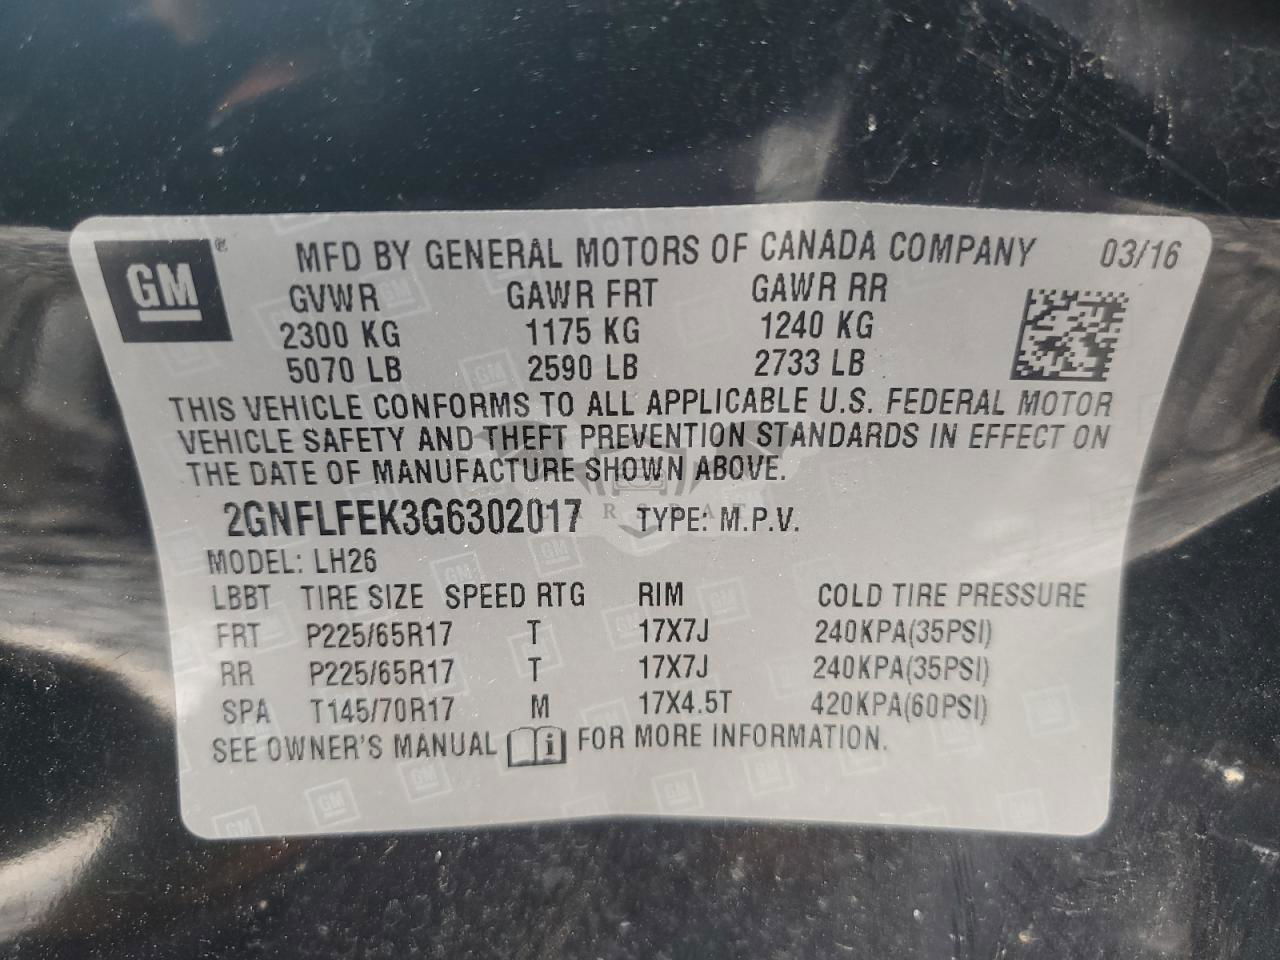 GM® MFD BY GENERAL MOTORS OF CANADA COMPANY 03/16
GVWR GAWR FRT GAWR RR
2300 KG 1175 KG 1240 KG
5070 LB 2590 LB 2733 LB
THIS VEHICLE CONFORMS TO ALL APPLICABLE U.S. FEDERAL MOTOR
VEHICLE SAFETY AND THEFT PREVENTION STANDARDS IN EFFECT ON
THE DATE OF MANUFACTURE SHOWN ABOVE.
2GNFLFEK3G6302017 TYPE: M.P.V.
MODEL: LH26
LBBT TIRE SIZE SPEED RTG RIM COLD TIRE PRESSURE
FRT P225/65R17 T 17X7J 240KPA(35PSI)
RR P225/65R17 T 17X7J 240KPA(35PSI)
SPA T145/70R17 M 17X4.5T 420KPA(60PSI)
SEE OWNER'S MANUAL i FOR MORE INFORMATION.